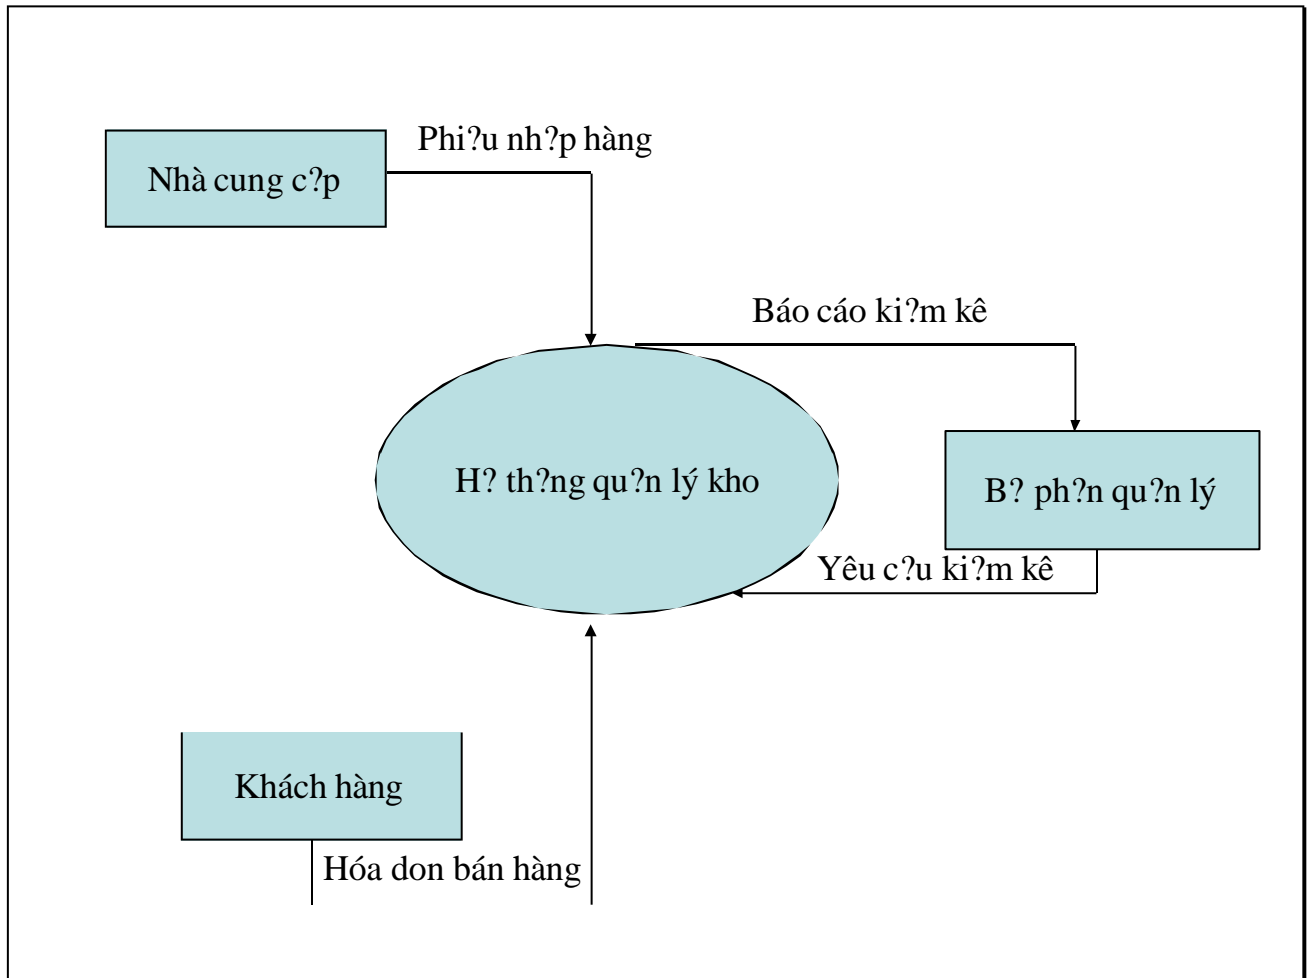 Phi?u nh?p hàng
Nhà cung c?p
Báo cáo ki?m kê
H? th?ng qu?n lý kho
B? ph?n qu?n lý
Yêu c?u ki?m kê
Khách hàng
Hóa don bán hàng